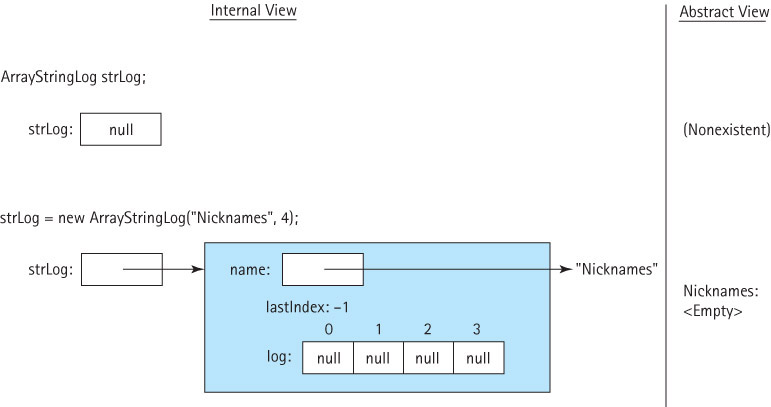 Internal View
Abstract View
ArrayStringLog strLog;
strLog: null
(Nonexistent)
strLog = new ArrayStringLog("Nicknames", 4);
strLog:
name:
"Nicknames"
Nicknames:
<Empty>
lastIndex: –1
0 1 2 3
log: null null null null